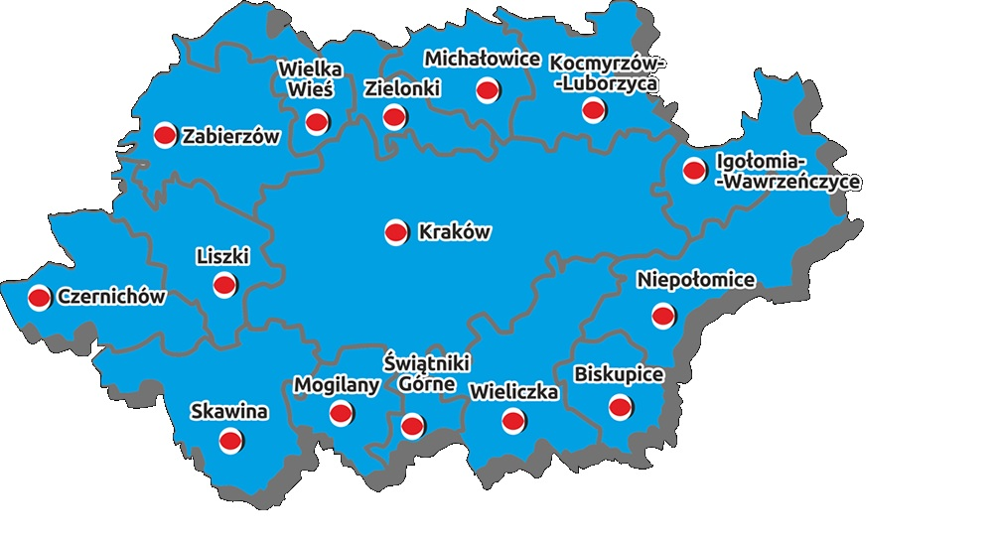 Michałowice
Kocmyrzów-
-Luborzyca
Wielka
Wieś
Zielonki
Zabierzów
Igołomia-
-Wawrzeńczyce
Kraków
Liszki
Niepołomice
Czernichów
Świątniki
Górne
Biskupice
Mogilany
Wieliczka
Skawina